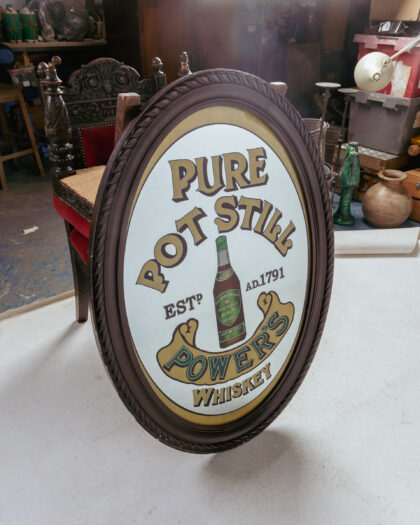 PURE
POT STILL
ESTD A.D. 1791
POWER'S
WHISKEY